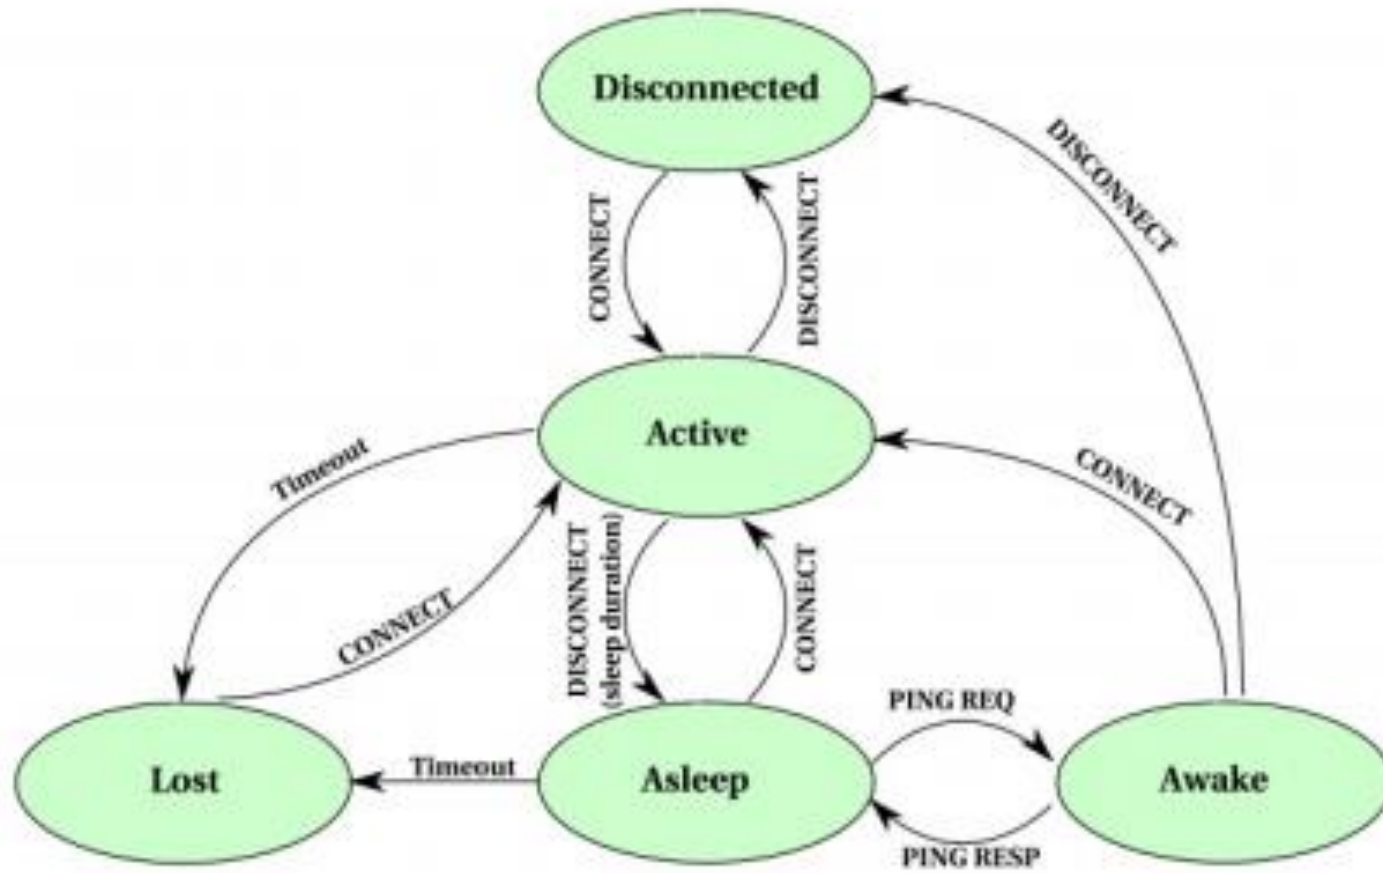 Disconnected
DISCONNECT
CONNECT
DISCONNECT
Active
Timeout
CONNECT
DISCONNECT
(sleep duration)
CONNECT
CONNECT
PING REQ
Lost
Timeout
Asleep
Awake
PING RESP